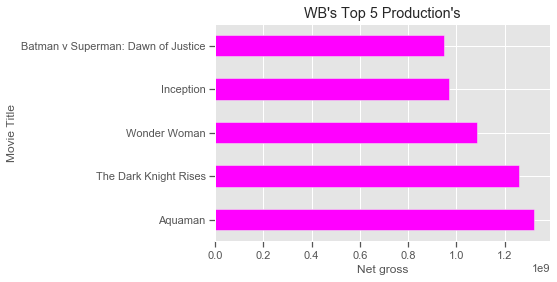 WB's Top 5 Production's
Movie Title
Batman v Superman: Dawn of Justice
Inception
Wonder Woman
The Dark Knight Rises
Aquaman
0.0 0.2 0.4 0.6 0.8 1.0 1.2
1e9
Net gross